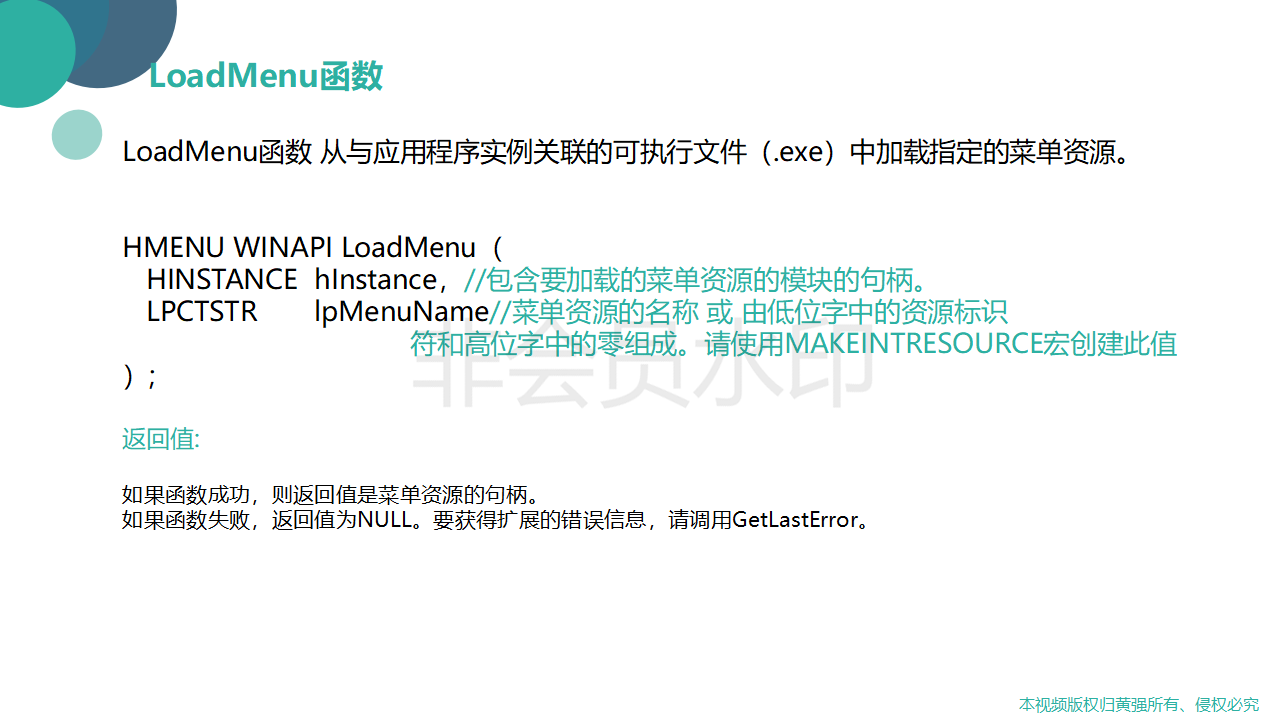 LoadMenu函数
LoadMenu函数 从与应用程序实例关联的可执行文件（.exe）中加载指定的菜单资源。
HMENU WINAPI LoadMenu（
HINSTANCE hInstance，//包含要加载的菜单资源的模块的句柄。
LPCTSTR lpMenuName//菜单资源的名称 或 由低位字中的资源标识
符和高位字中的零组成。请使用MAKEINTRESOURCE宏创建此值
）;
非会员水印
返回值:
如果函数成功，则返回值是菜单资源的句柄。
如果函数失败，返回值为NULL。要获得扩展的错误信息，请调用GetLastError。
本视频版权归黄强所有、侵权必究